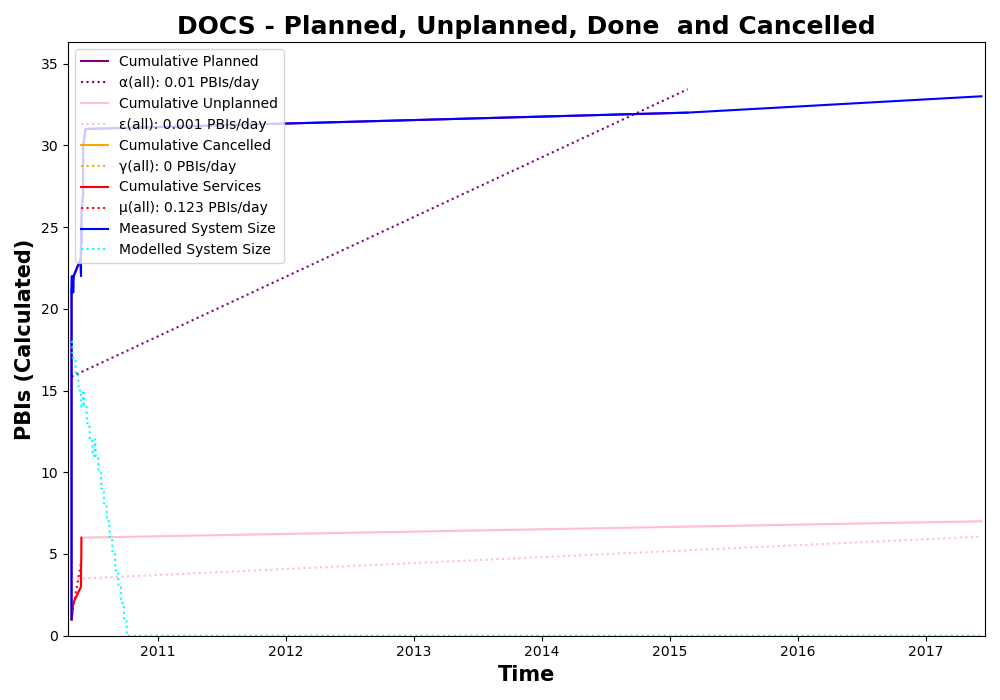 DOCS - Planned, Unplanned, Done  and Cancelled
PBIs (Calculated)
35
30
25
20
15
10
5
0
Cumulative Planned
α(all): 0.01 PBIs/day
Cumulative Unplanned
ε(all): 0.001 PBIs/day
Cumulative Cancelled
γ(all): 0 PBIs/day
Cumulative Services
μ(all): 0.123 PBIs/day
Measured System Size
Modelled System Size
2011 2012 2013 2014 2015 2016 2017
Time